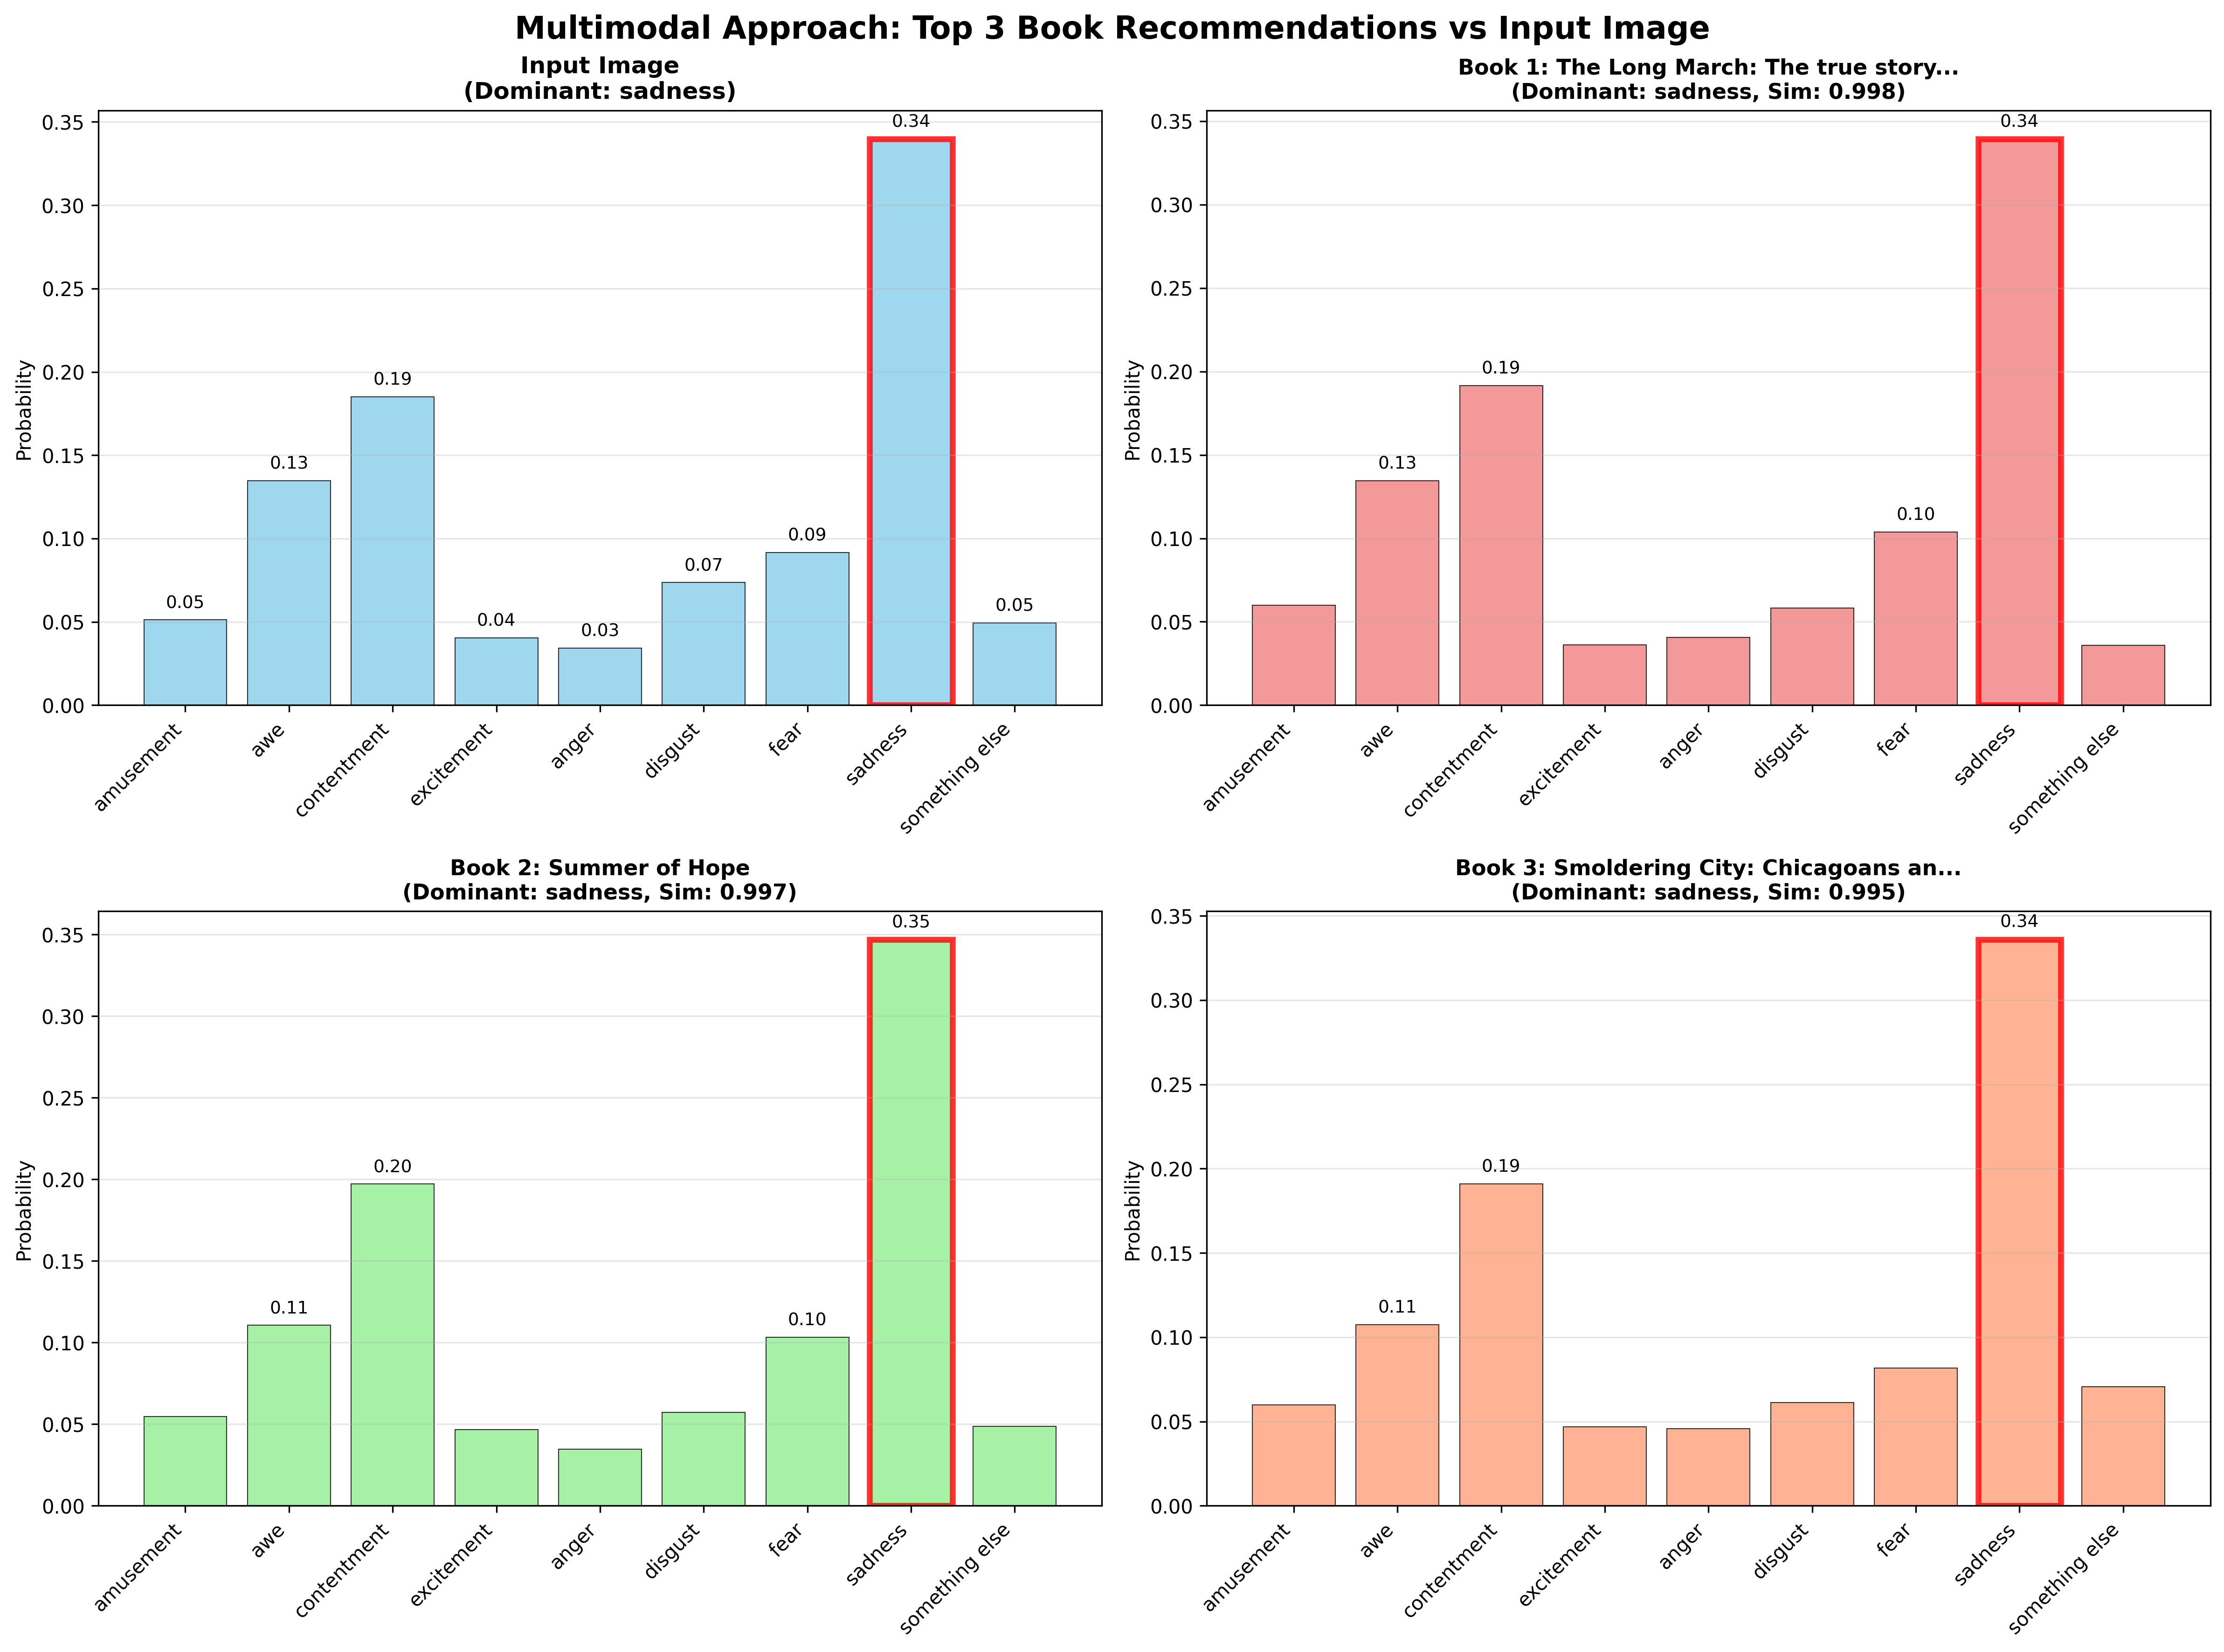 Multimodal Approach: Top 3 Book Recommendations vs Input Image
Input Image
(Dominant: sadness)
0.35
0.30
0.25
0.20
0.15
0.10
0.05
0.00
Probability
0.05
0.13
0.19
0.04
0.03
0.07
0.09
0.34
0.05
amusement
awe
contentment
excitement
anger
disgust
fear
sadness
something else
Book 1: The Long March: The true story...
(Dominant: sadness, Sim: 0.998)
0.35
0.30
0.25
0.20
0.15
0.10
0.05
0.00
Probability
0.13
0.19
0.10
0.34
amusement
awe
contentment
excitement
anger
disgust
fear
sadness
something else
Book 2: Summer of Hope
(Dominant: sadness, Sim: 0.997)
0.35
0.30
0.25
0.20
0.15
0.10
0.05
0.00
Probability
0.11
0.20
0.10
0.35
amusement
awe
contentment
excitement
anger
disgust
fear
sadness
something else
Book 3: Smoldering City: Chicagoans an...
(Dominant: sadness, Sim: 0.995)
0.35
0.30
0.25
0.20
0.15
0.10
0.05
0.00
Probability
0.11
0.19
0.34
amusement
awe
contentment
excitement
anger
disgust
fear
sadness
something else